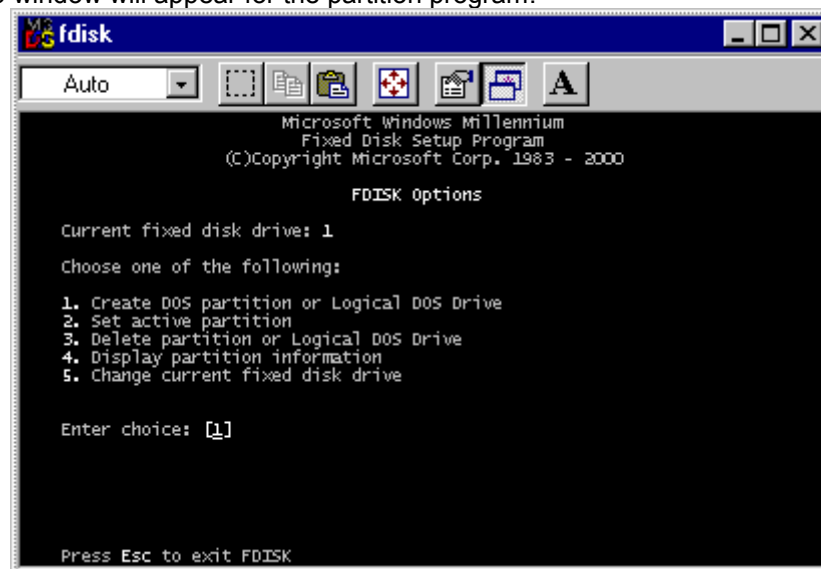 window will appear for the partition program:
fdisk
Auto
A
Microsoft Windows Millennium
Fixed Disk Setup Program
(C)Copyright Microsoft Corp. 1983 - 2000
FDISK Options
Current fixed disk drive: 1
Choose one of the following:
1. Create DOS partition or Logical DOS Drive
2. Set active partition
3. Delete partition or Logical DOS Drive
4. Display partition information
5. Change current fixed disk drive
Enter choice: [1]
Press Esc to exit FDISK